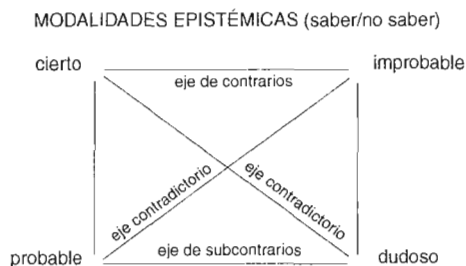 MODALIDADES EPISTÉMICAS (saber/no saber)
cierto
improbable
eje de contrarios
eje contradictorio
eje contradictorio
probable
eje de subcontrarios
dudoso